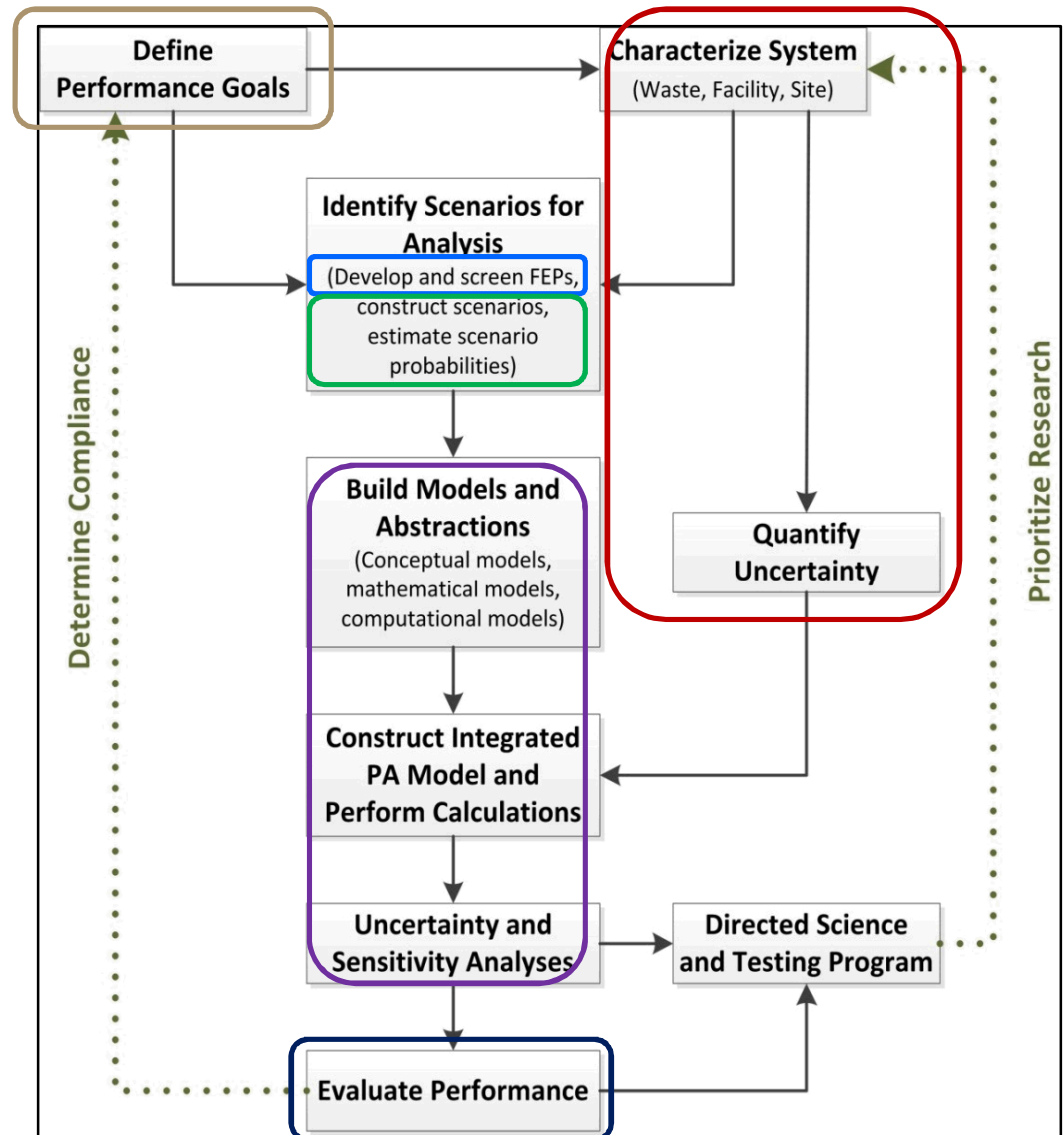 Define
Performance Goals
Characterize System
(Waste, Facility, Site)
Identify Scenarios for
Analysis
(Develop and screen FEPs,
construct scenarios,
estimate scenario
probabilities)
Build Models and
Abstractions
(Conceptual models,
mathematical models,
computational models)
Quantify
Uncertainty
Determine Compliance
Prioritize Research
Construct Integrated
PA Model and
Perform Calculations
Uncertainty and
Sensitivity Analyses
Directed Science
and Testing Program
Evaluate Performance